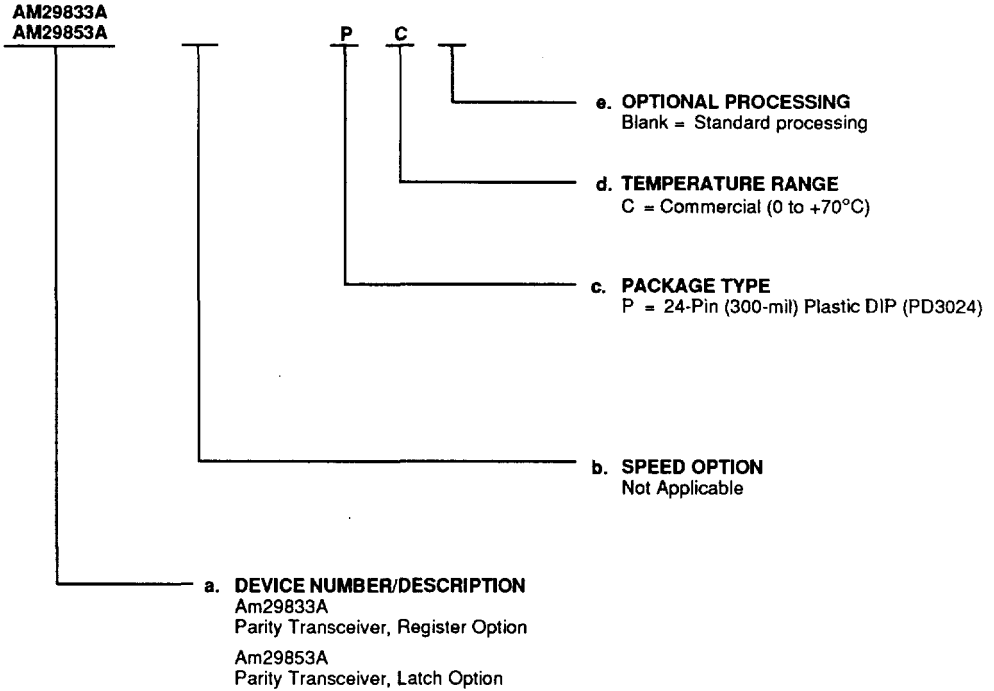 AM29833A
AM29853A
P C
e. OPTIONAL PROCESSING
Blank = Standard processing
d. TEMPERATURE RANGE
C = Commercial (0 to +70°C)
c. PACKAGE TYPE
P = 24-Pin (300-mil) Plastic DIP (PD3024)
b. SPEED OPTION
Not Applicable
a. DEVICE NUMBER/DESCRIPTION
Am29833A
Parity Transceiver, Register Option
Am29853A
Parity Transceiver, Latch Option